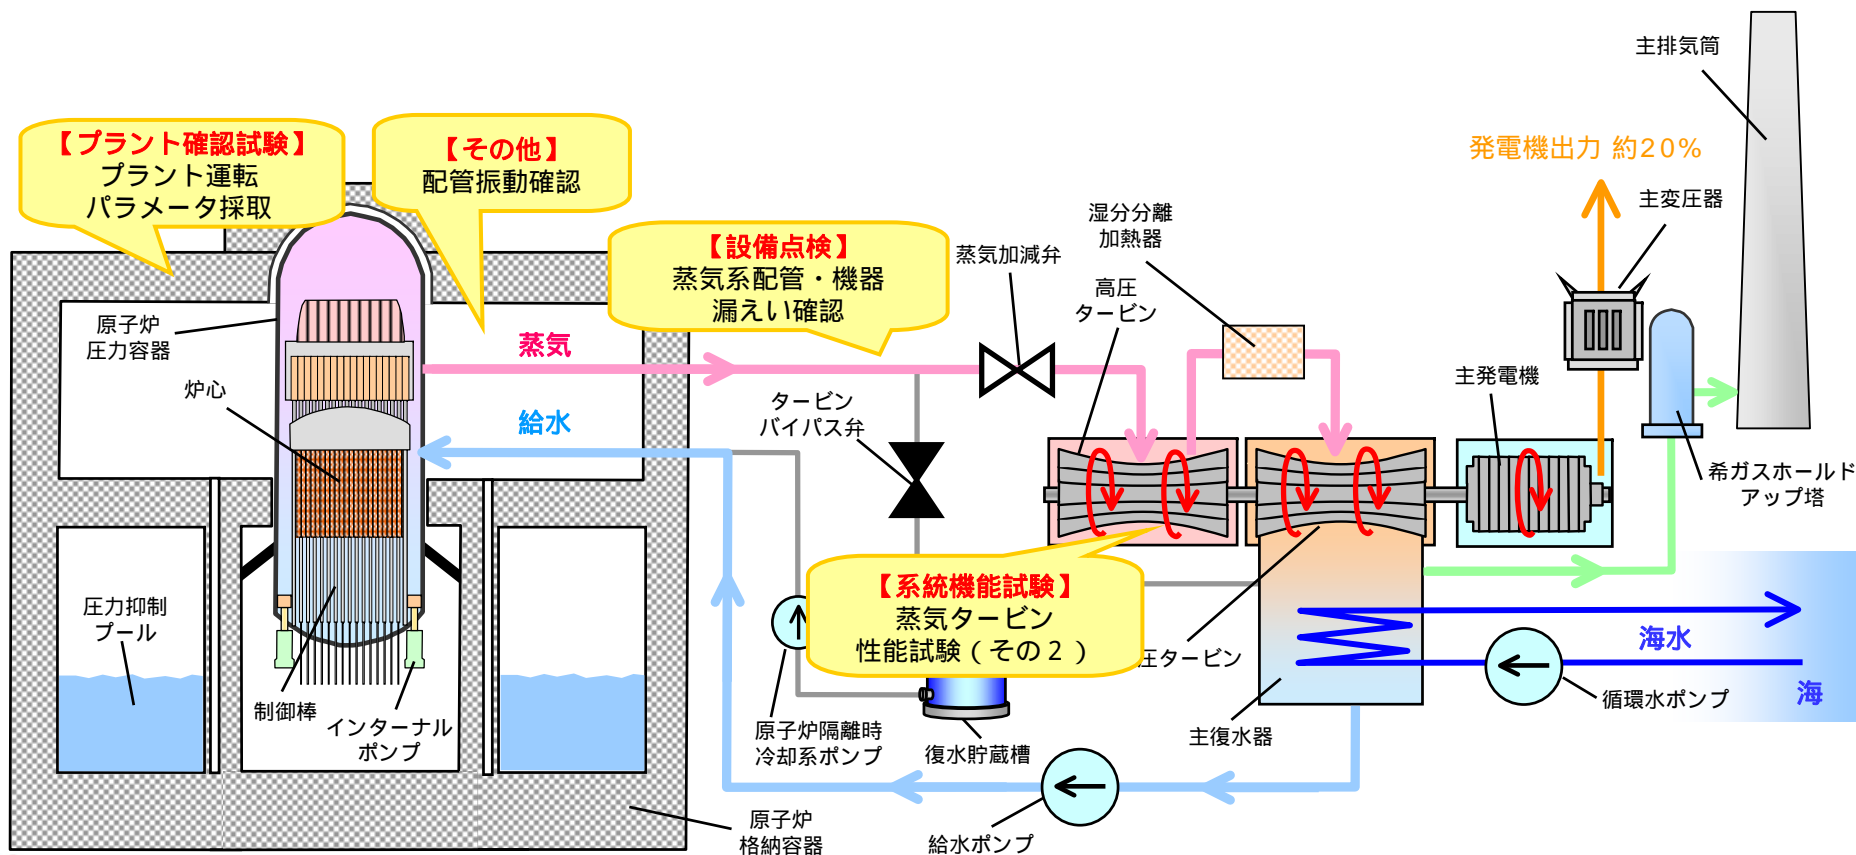 主排気筒
【プラント確認試験】
プラント運転
パラメータ採取
【その他】
配管振動確認
発電機出力 約20%
主変圧器
【設備点検】
蒸気系配管・機器
漏えい確認
蒸気加減弁
湿分分離
加熱器
高圧
タービン
原子炉
圧力容器
蒸気
炉心
給水
タービン
バイパス弁
主発電機
希ガスホールド
アップ塔
【系統機能試験】
蒸気タービン
性能試験(その2)
圧タービン
圧力抑制
プール
海水
海
制御棒
インターナル
ポンプ
原子炉隔離時
冷却系ポンプ
復水貯蔵槽
主復水器
循環水ポンプ
原子炉
格納容器
給水ポンプ